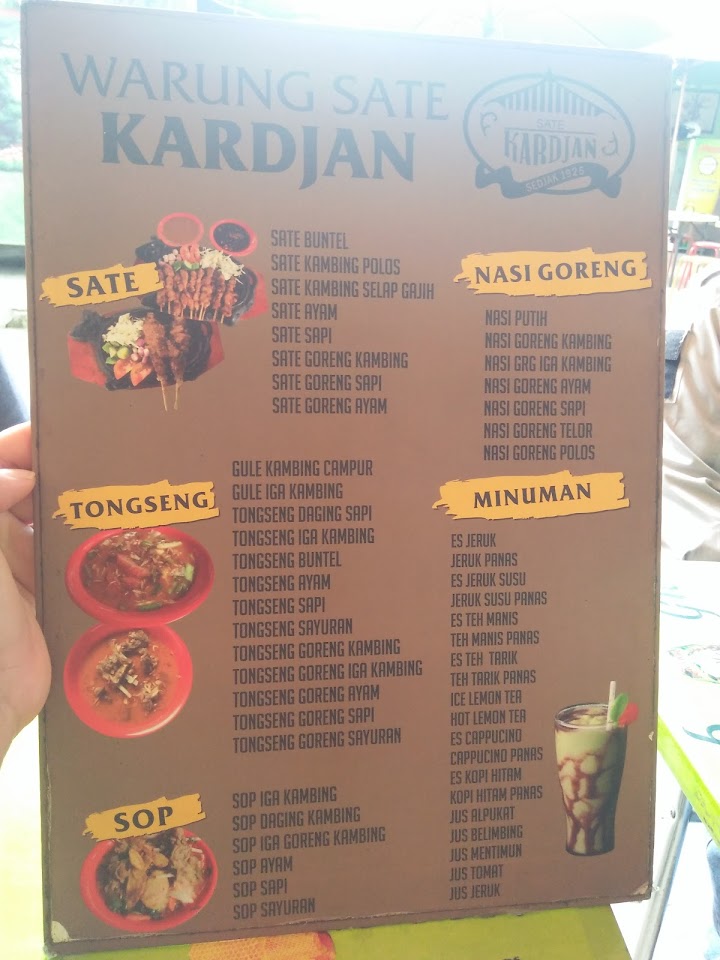 WARUNG SATE
KARDJAN
SATE
KARDJAN
SEDJAK 1925
SATE
SATE BUNTEL
SATE KAMBING POLOS
SATE KAMBING SELAP GAJIH
SATE AYAM
SATE SAPI
SATE GORENG KAMBING
SATE GORENG SAPI
SATE GORENG AYAM
TONGSENG
GULE KAMBING CAMPUR
GULE IGA KAMBING
TONGSENG DAGING SAPI
TONGSENG IGA KAMBING
TONGSENG BUNTEL
TONGSENG AYAM
TONGSENG SAPI
TONGSENG SAYURAN
TONGSENG GORENG KAMBING
TONGSENG GORENG IGA KAMBING
TONGSENG GORENG AYAM
TONGSENG GORENG SAPI
TONGSENG GORENG SAYURAN
SOP
SOP IGA KAMBING
SOP DAGING KAMBING
SOP IGA GORENG KAMBING
SOP AYAM
SOP SAPI
SOP SAYURAN
NASI GORENG
NASI PUTIH
NASI GORENG KAMBING
NASI GRG IGA KAMBING
NASI GORENG AYAM
NASI GORENG SAPI
NASI GORENG TELOR
NASI GORENG POLOS
MINUMAN
ES JERUK
JERUK PANAS
ES JERUK SUSU
JERUK SUSU PANAS
ES TEH MANIS
TEH MANIS PANAS
ES TEH TARIK
TEH TARIK PANAS
ICE LEMON TEA
HOT LEMON TEA
ES CAPPUCINO
CAPPUCINO PANAS
ES KOPI HITAM
KOPI HITAM PANAS
JUS ALPUKAT
JUS BELIMBING
JUS MENTIMUN
JUS TOMAT
JUS JERUK